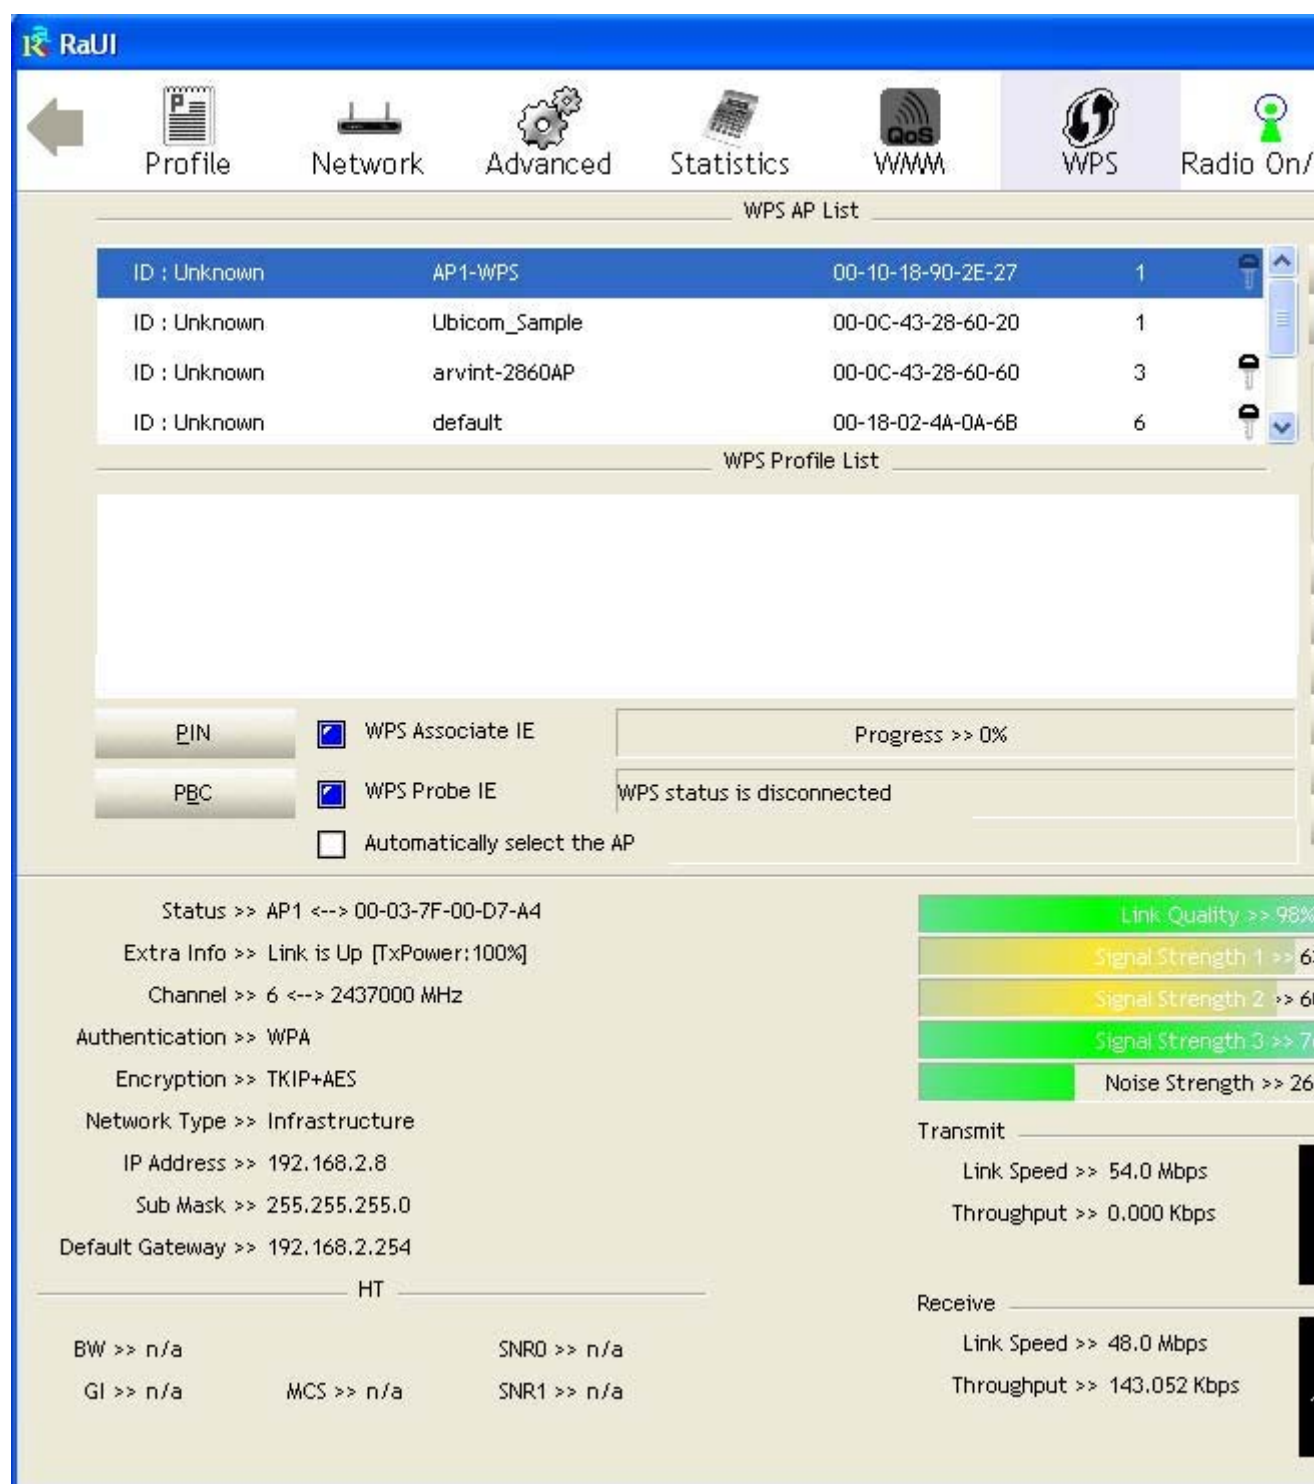 RaUI
Profile Network Advanced Statistics QoS WMM WPS Radio On/
WPS AP List
ID : Unknown AP1-WPS 00-10-18-90-2E-27 1
ID : Unknown Ubicom_Sample 00-0C-43-28-60-20 1
ID : Unknown arvint-2860AP 00-0C-43-28-60-60 3
ID : Unknown default 00-18-02-4A-0A-6B 6
WPS Profile List
PIN WPS Associate IE Progress >> 0%
PBC WPS Probe IE WPS status is disconnected
Automatically select the AP
Status >> AP1 <--> 00-03-7F-00-D7-A4
Extra Info >> Link is Up [TxPower:100%]
Channel >> 6 <--> 2437000 MHz
Authentication >> WPA
Encryption >> TKIP+AES
Network Type >> Infrastructure
IP Address >> 192.168.2.8
Sub Mask >> 255.255.255.0
Default Gateway >> 192.168.2.254
HT
BW >> n/a SNR0 >> n/a
GI >> n/a MCS >> n/a SNR1 >> n/a
Link Quality >> 98%
Signal Strength 1 >> 6
Signal Strength 2 >> 6
Signal Strength 3 >> 7
Noise Strength >> 26
Transmit
Link Speed >> 54.0 Mbps
Throughput >> 0.000 Kbps
Receive
Link Speed >> 48.0 Mbps
Throughput >> 143.052 Kbps